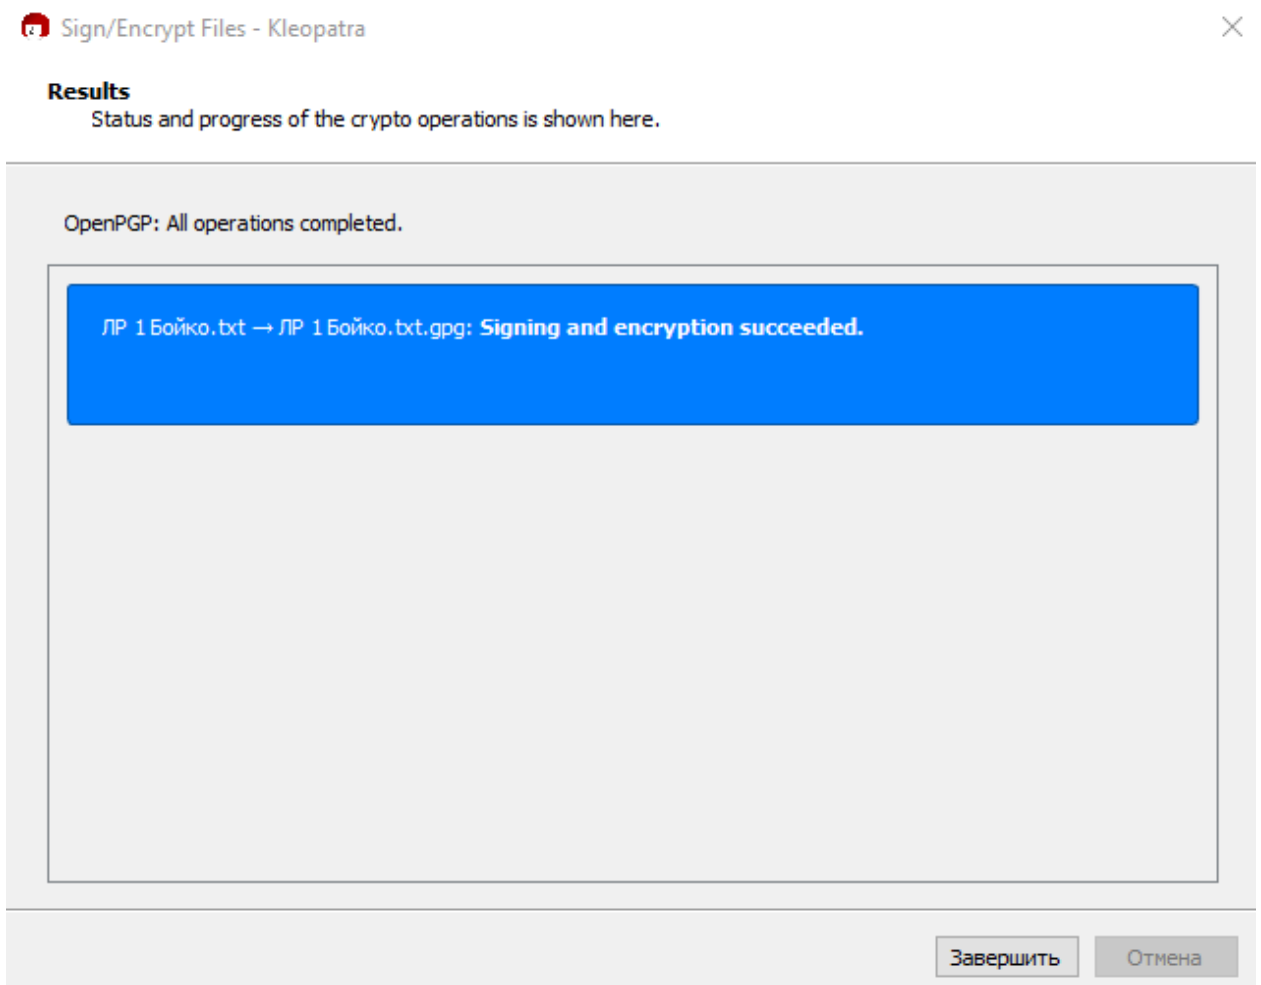 Sign/Encrypt Files - Kleopatra
Results
Status and progress of the crypto operations is shown here.
OpenPGP: All operations completed.
ЛР 1 Бойко.txt → ЛР 1 Бойко.txt.gpg: Signing and encryption succeeded.
Завершить
Отмена